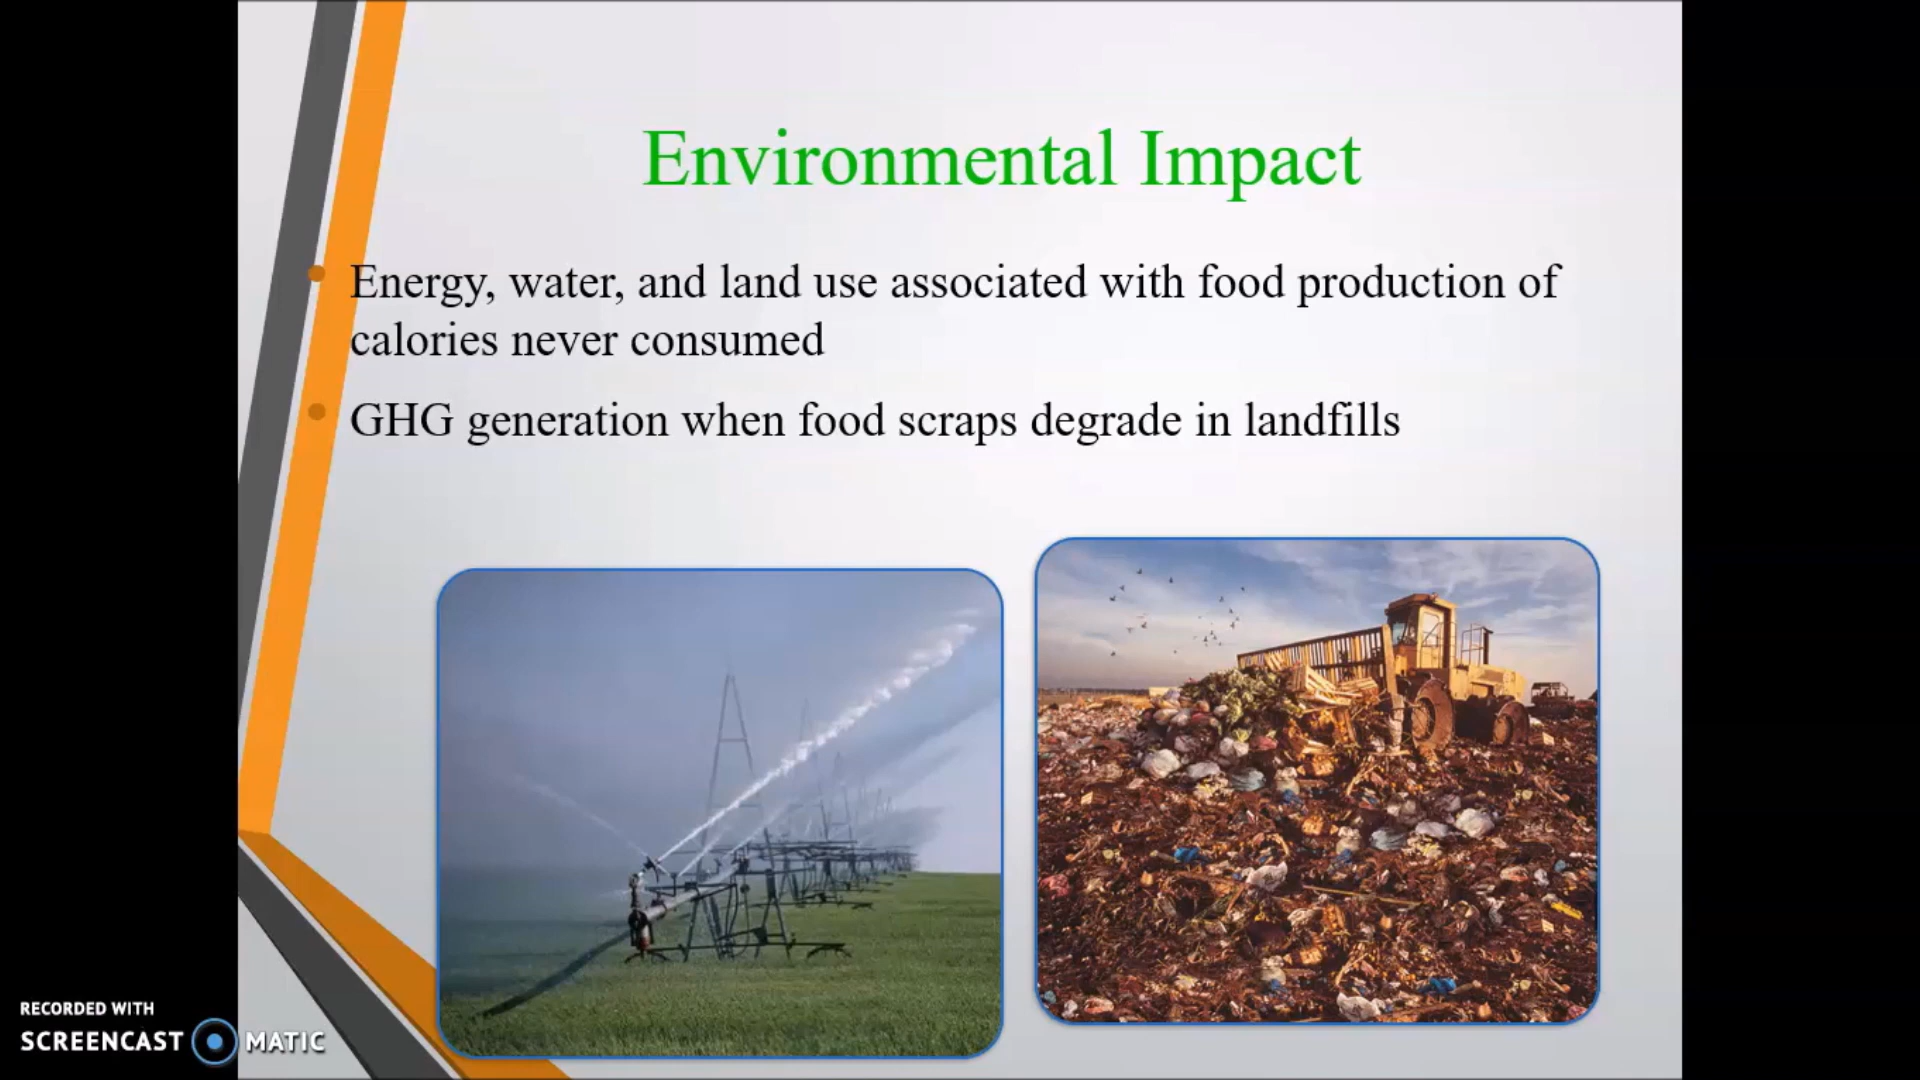 Environmental Impact
Energy, water, and land use associated with food production of
calories never consumed
GHG generation when food scraps degrade in landfills
RECORDED WITH
SCREENCAST MATIC